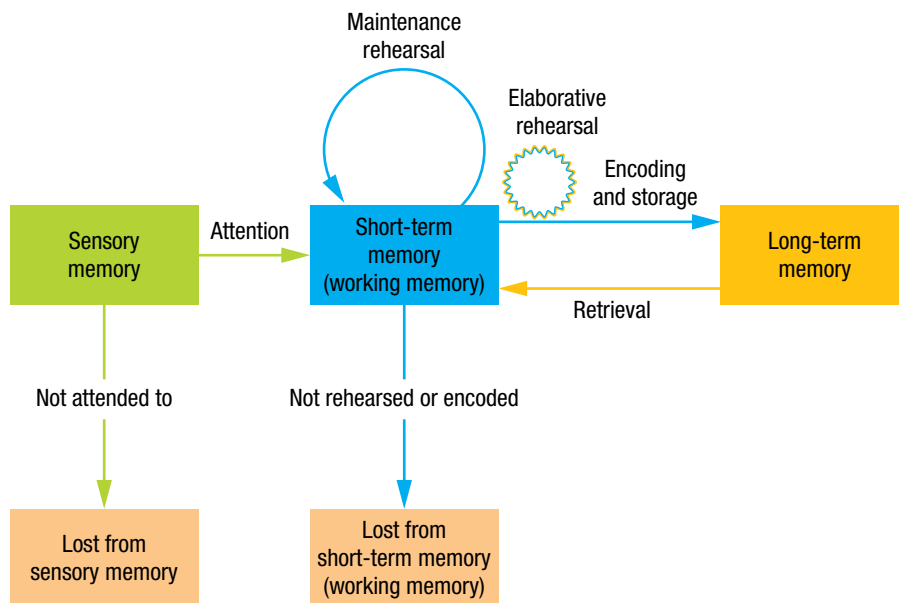 Maintenance
rehearsal
Elaborative
rehearsal
Encoding
and storage
Sensory
memory
Attention
Short-term
memory
(working memory)
Long-term
memory
Retrieval
Not attended to
Not rehearsed or encoded
Lost from
sensory memory
Lost from
short-term memory
(working memory)